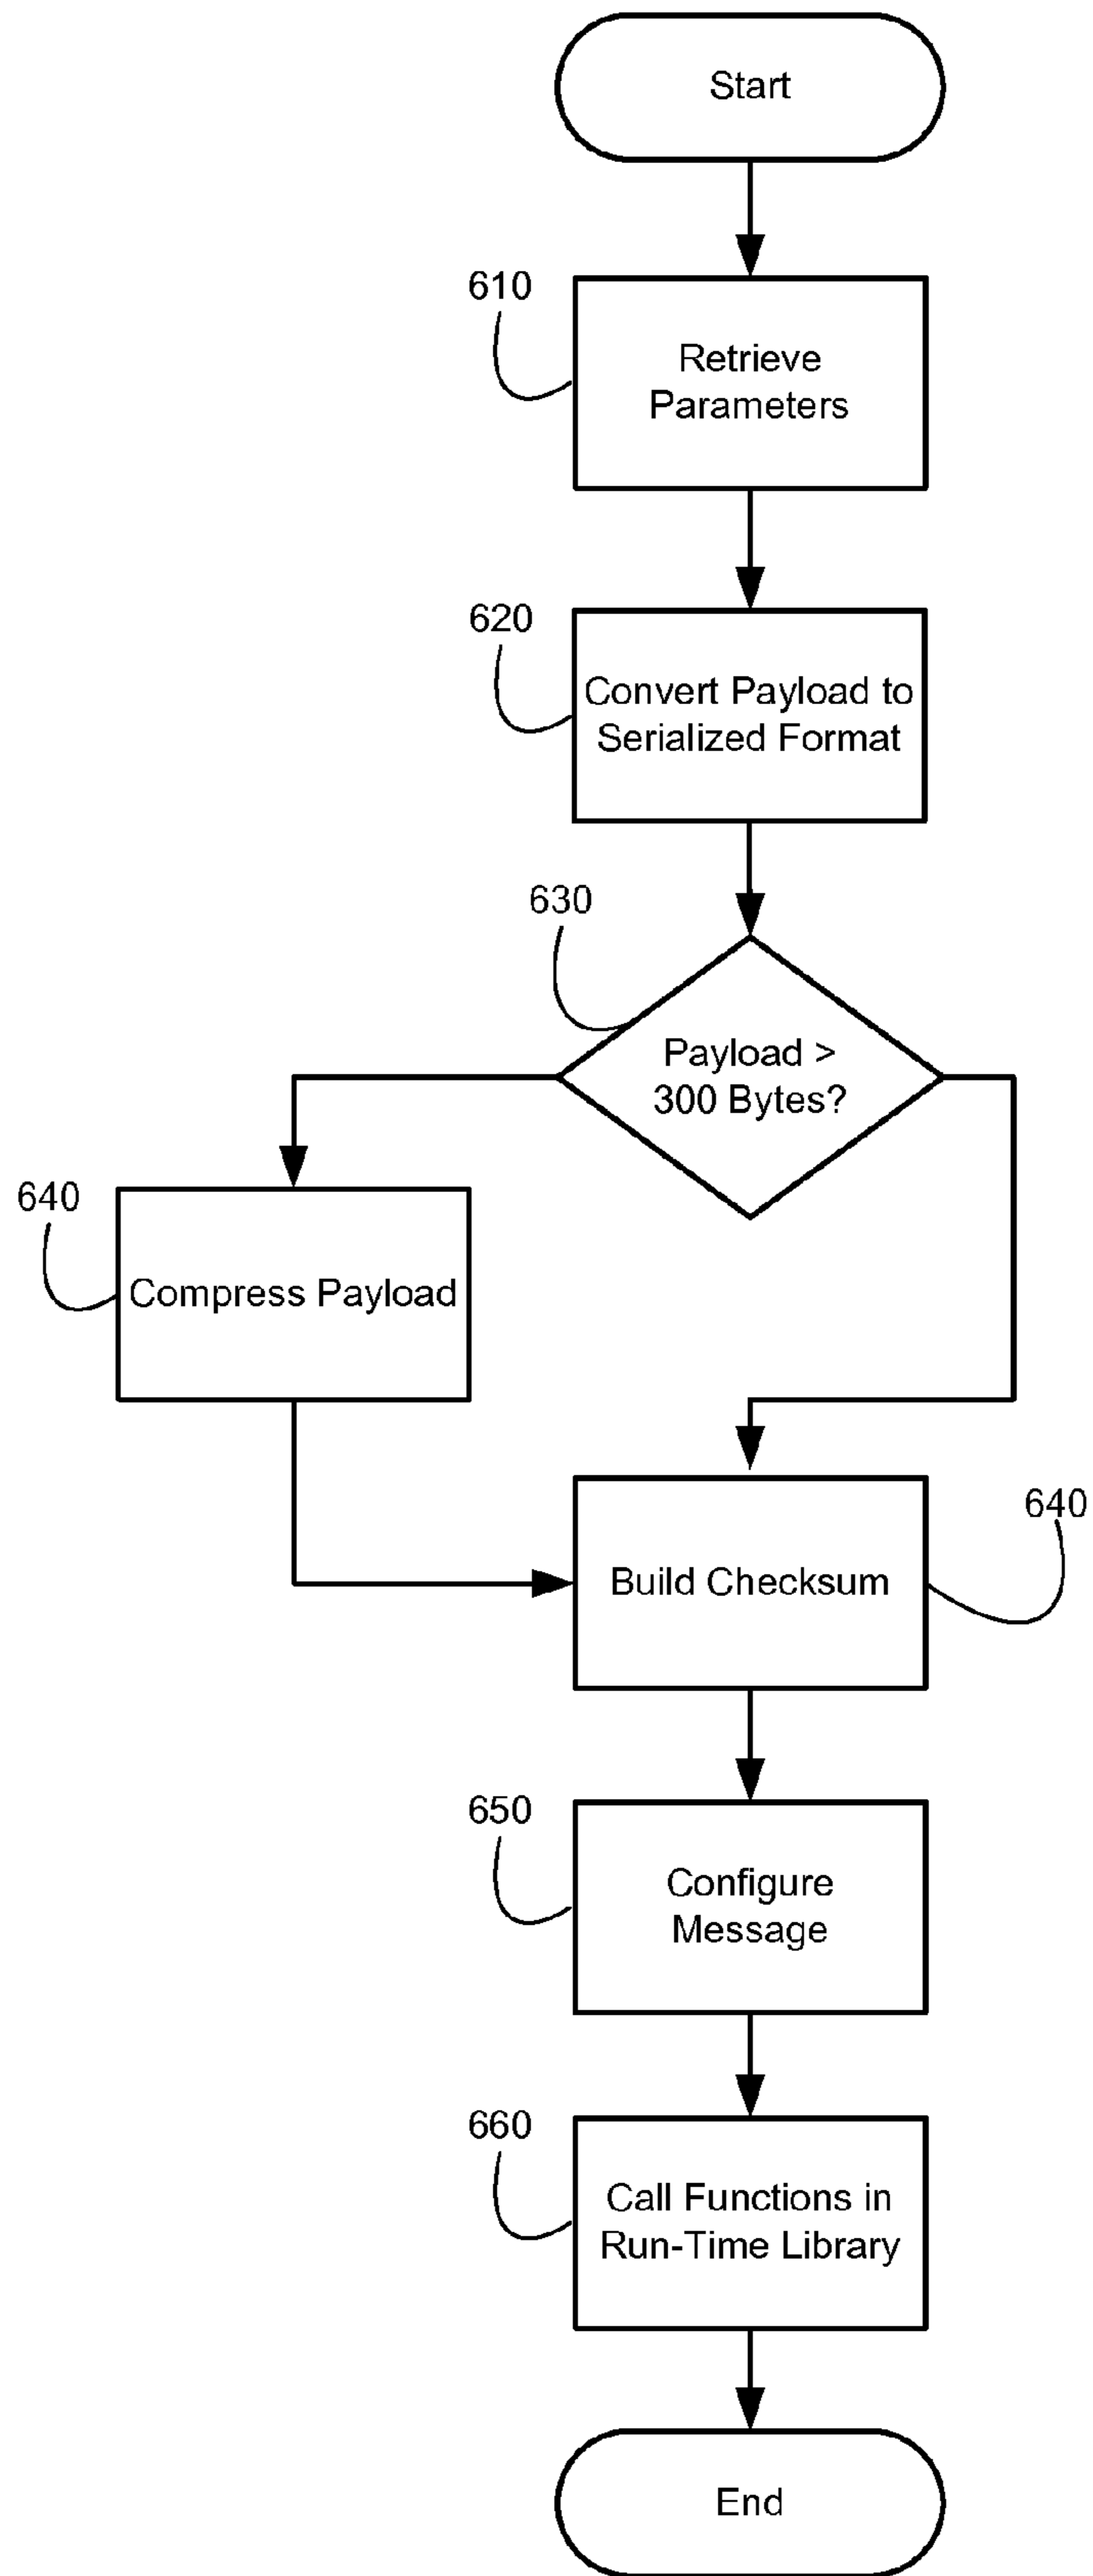 Start
610
Retrieve
Parameters
620
Convert Payload to
Serialized Format
630
Payload >
300 Bytes?
640
Compress Payload
640
Build Checksum
650
Configure
Message
660
Call Functions in
Run-Time Library
End